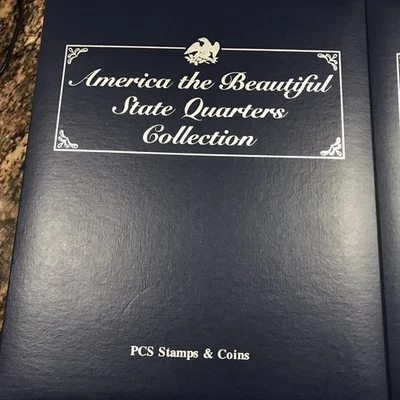 America the Beautiful
State Quarters
Collection
PCS Stamps & Coins